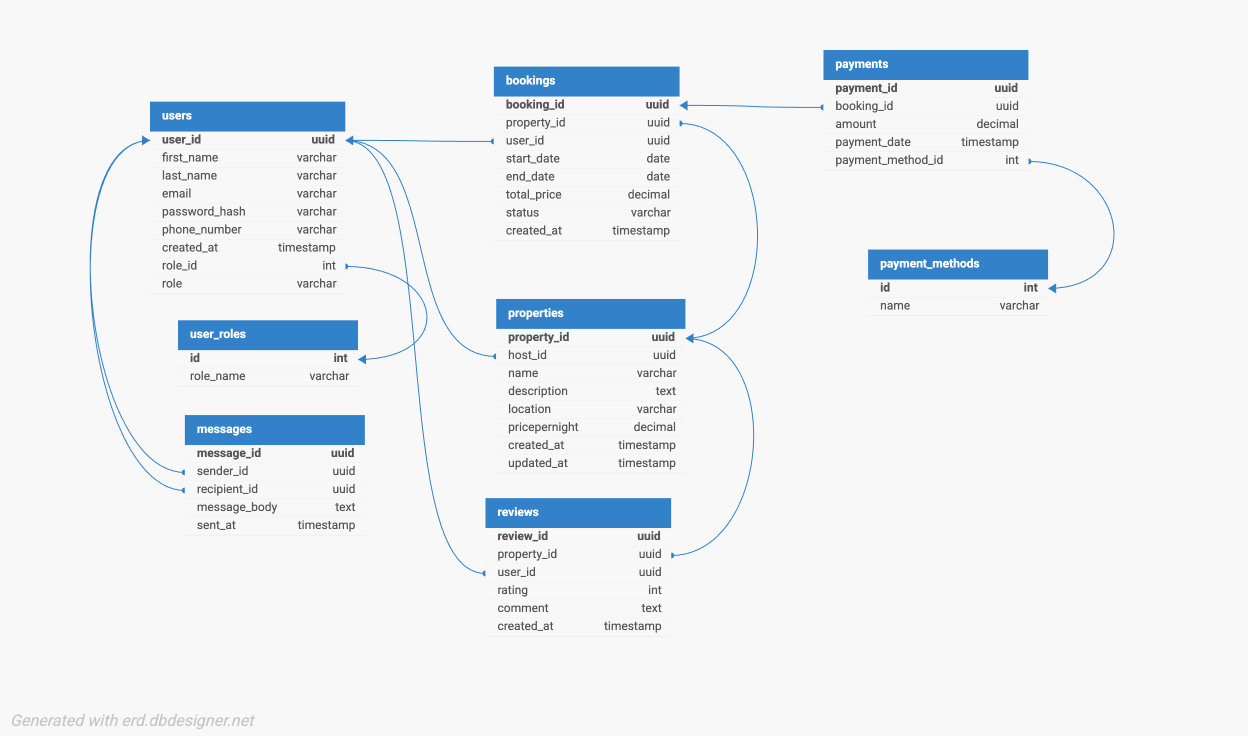 users
user_id uuid
first_name varchar
last_name varchar
email varchar
password_hash varchar
phone_number varchar
created_at timestamp
role_id int
role varchar
user_roles
id int
role_name varchar
messages
message_id uuid
sender_id uuid
recipient_id uuid
message_body text
sent_at timestamp
bookings
booking_id uuid
property_id uuid
user_id uuid
start_date date
end_date date
total_price decimal
status varchar
created_at timestamp
properties
property_id uuid
host_id uuid
name varchar
description text
location varchar
pricepernight decimal
created_at timestamp
updated_at timestamp
reviews
review_id uuid
property_id uuid
user_id uuid
rating int
comment text
created_at timestamp
payments
payment_id uuid
booking_id uuid
amount decimal
payment_date timestamp
payment_method_id int
payment_methods
id int
name varchar
Generated with erd.dbdesigner.net